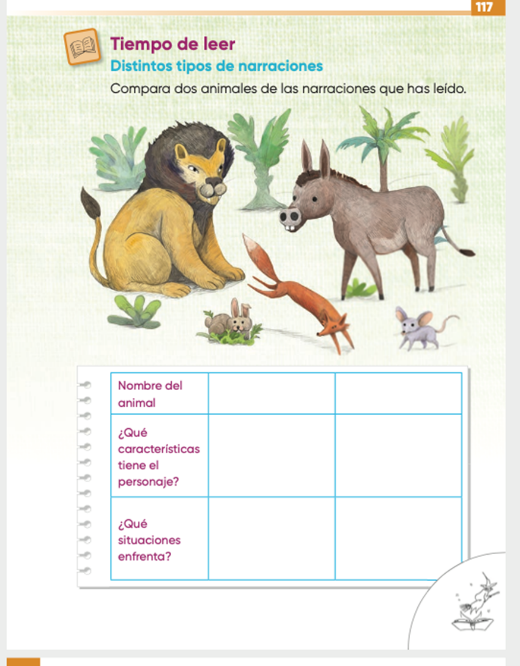 117
Tiempo de leer
Distintos tipos de narraciones
Compara dos animales de las narraciones que has leído.
Nombre del
animal
¿Qué
características
tiene el
personaje?
¿Qué
situaciones
enfrenta?